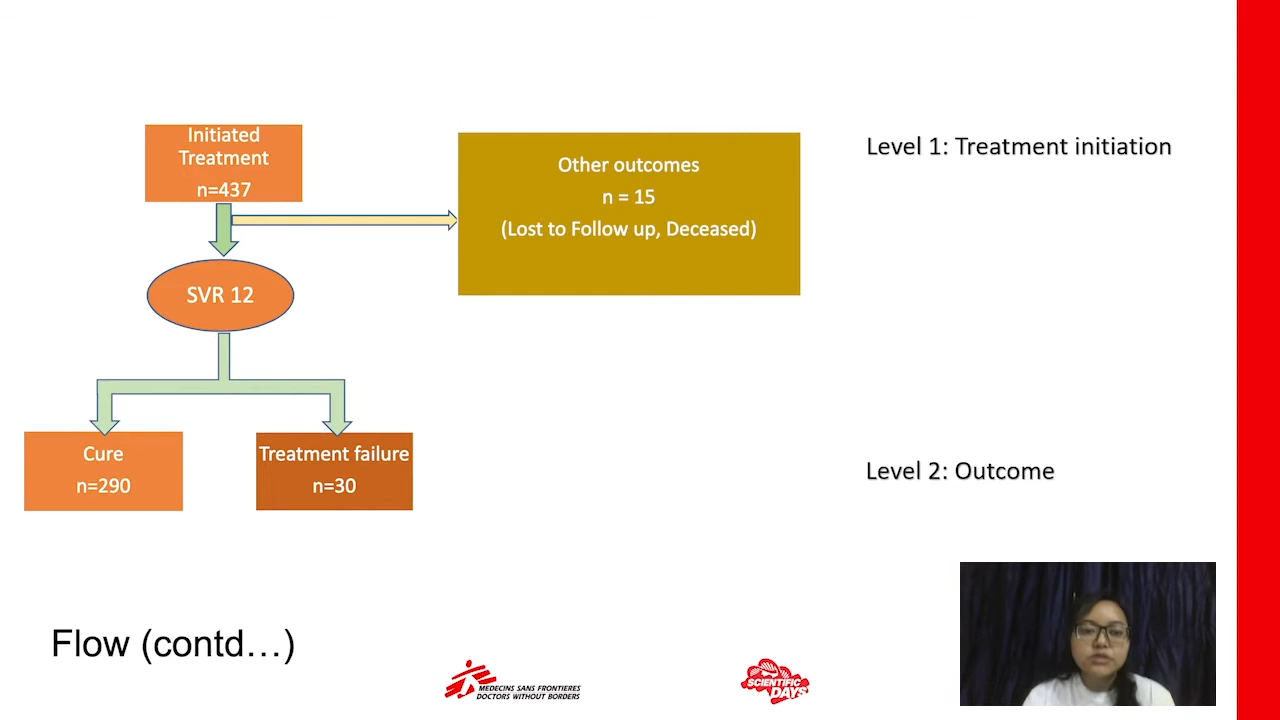 Initiated
Treatment
n=437
Other outcomes
n = 15
(Lost to Follow up, Deceased)
Level 1: Treatment initiation
SVR 12
Cure
n=290
Treatment failure
n=30
Level 2: Outcome
Flow (contd...)
MEDECINS SANS FRONTIERES
DOCTORS WITHOUT BORDERS
SCIENTIFIC
DAYS